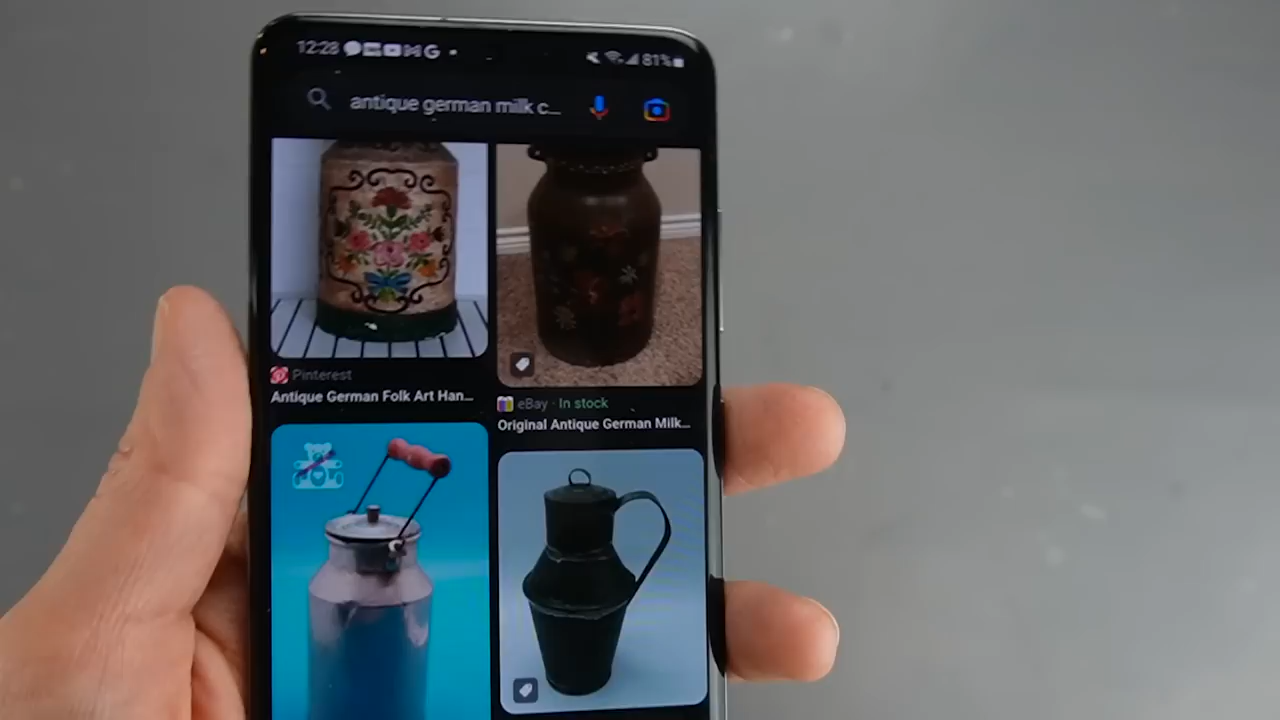 12:28
81%
antique german milk c...
Pinterest
Antique German Folk Art Han...
eBay · In stock
Original Antique German Milk...